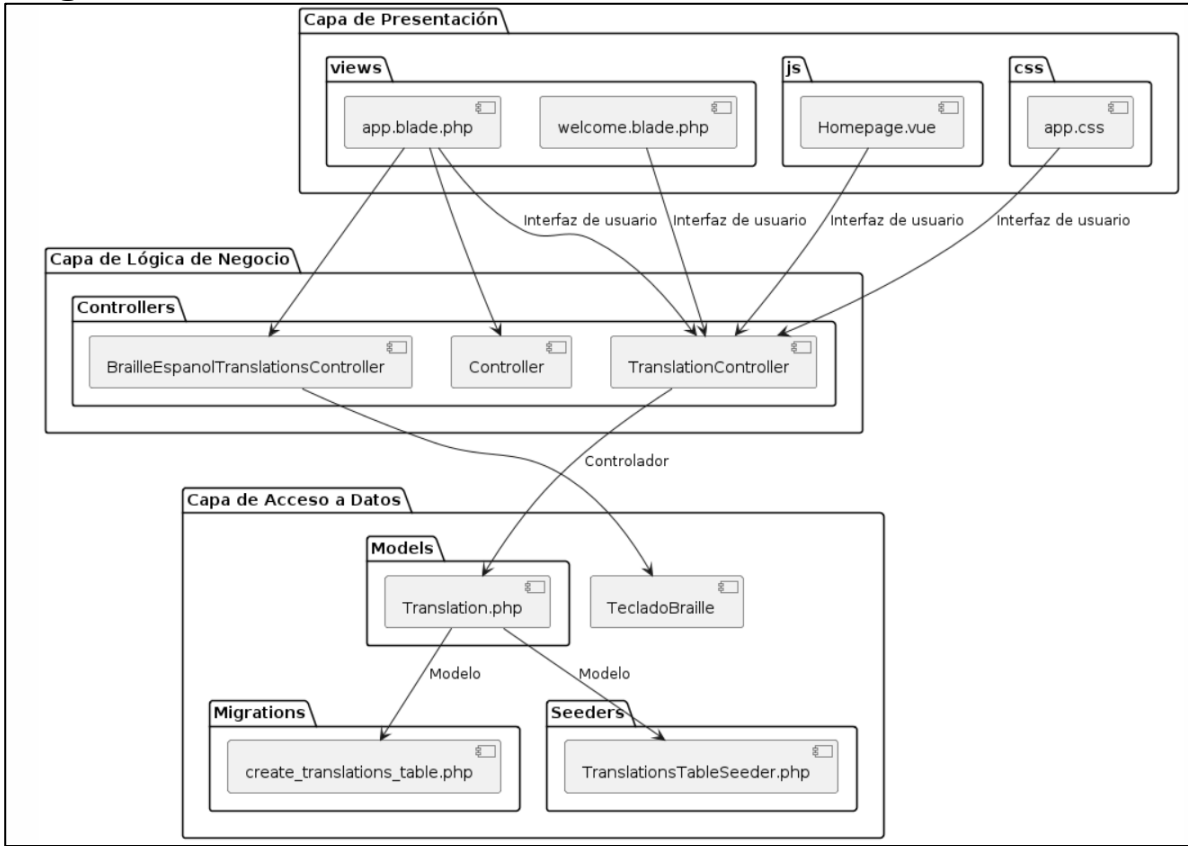 Capa de Presentación
views
js
css
app.blade.php
welcome.blade.php
Homepage.vue
app.css
Interfaz de usuario
Interfaz de usuario
Interfaz de usuario
Interfaz de usuario
Capa de Lógica de Negocio
Controllers
BrailleEspanolTranslationsController
Controller
TranslationController
Controlador
Capa de Acceso a Datos
Models
Translation.php
TecladoBraille
Modelo
Modelo
Migrations
Seeders
create_translations_table.php
TranslationsTableSeeder.php